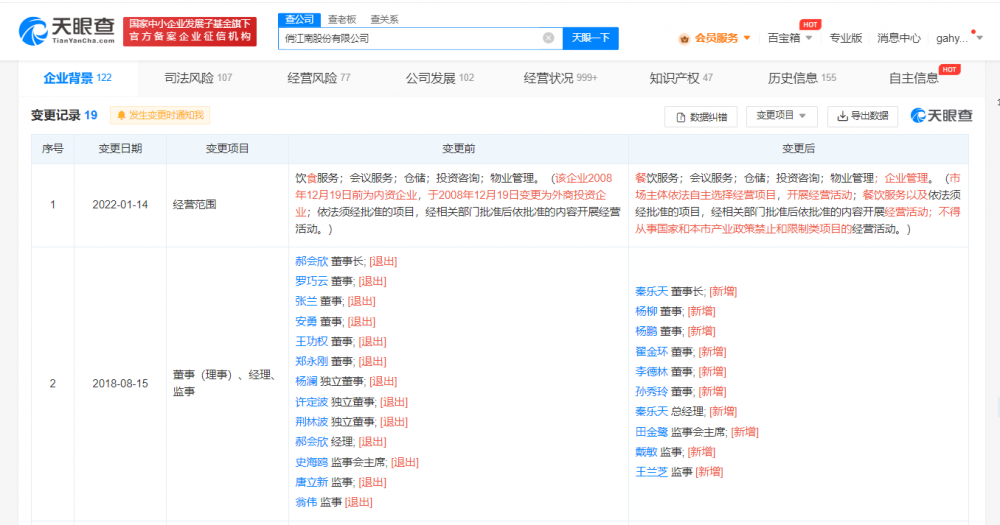 天眼查
TianYanCha.com
国家中小企业发展子基金旗下
官方备案企业征信机构
查公司 查老板 查关系
俏江南股份有限公司
天眼一下
会员服务
百宝箱
HOT
专业版
消息中心
gahy...
企业背景 122
司法风险 107
经营风险 77
公司发展 102
经营状况 999+
知识产权 47
历史信息 155
自主信息
HOT
变更记录 19
发生变更时通知我
数据纠错
变更项目
导出数据
天眼查
序号 变更日期 变更项目 变更前 变更后
1
2022-01-14
经营范围
饮食服务；会议服务；仓储；投资咨询；物业管理。（该企业2008
年12月19日前为内资企业，于2008年12月19日变更为外商投资企
业；依法须经批准的项目，经相关部门批准后依批准的内容开展经营
活动。）
餐饮服务；会议服务；仓储；投资咨询；物业管理；企业管理。（市
场主体依法自主选择经营项目，开展经营活动；餐饮服务以及依法须
经批准的项目，经相关部门批准后依批准的内容开展经营活动；不得
从事国家和本市产业政策禁止和限制类项目的经营活动。）
2
2018-08-15
董事（理事）、经理、
监事
郝会欣 董事长; [退出]
罗巧云 董事; [退出]
张兰 董事; [退出]
安勇 董事; [退出]
王功权 董事; [退出]
郑永刚 董事; [退出]
杨澜 独立董事; [退出]
许定波 独立董事; [退出]
荆林波 独立董事; [退出]
郝会欣 经理; [退出]
史海鸥 监事会主席; [退出]
唐立新 监事; [退出]
翁伟 监事 [退出]
秦乐天 董事长; [新增]
杨柳 董事; [新增]
杨鹏 董事; [新增]
翟金环 董事; [新增]
李德林 董事; [新增]
孙秀玲 董事; [新增]
秦乐天 总经理; [新增]
田金鹭 监事会主席; [新增]
戴敏 监事; [新增]
王兰芝 监事 [新增]